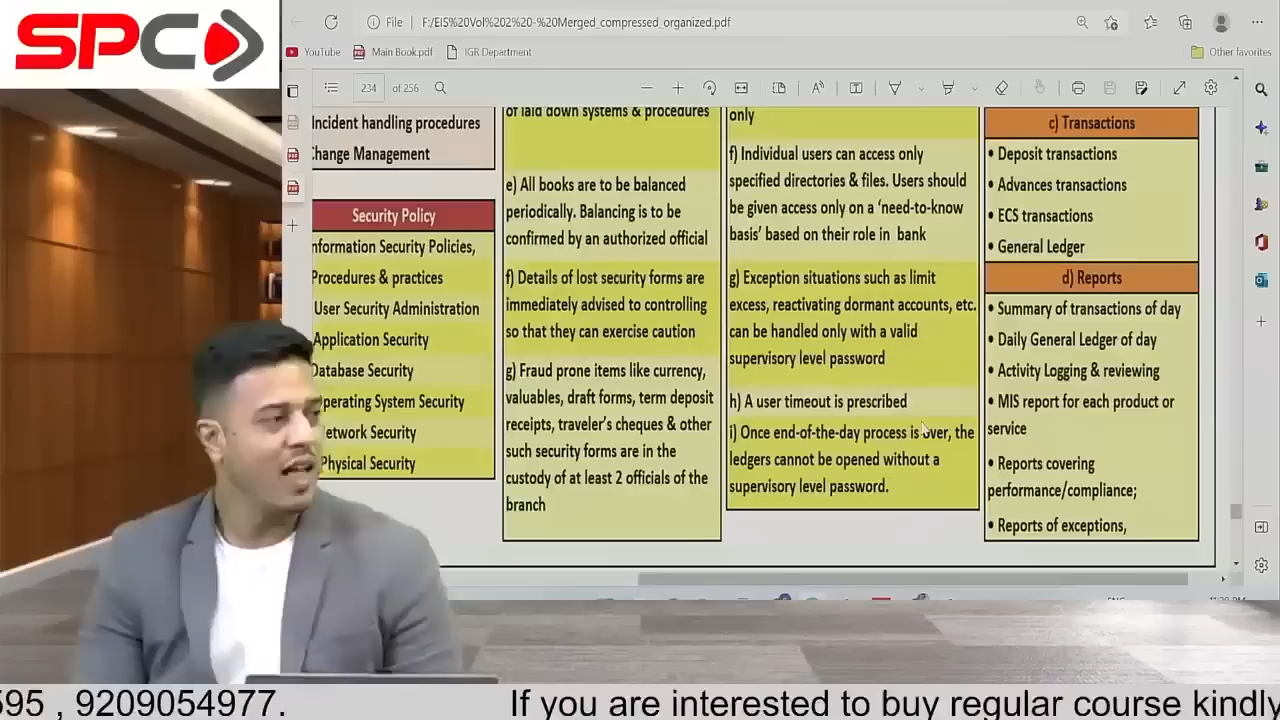 SPC
File
F:/EIS%20Vol%202%20-%20Merged_compressed_organized.pdf
YouTube
Main Book.pdf
IGR Department
Other favorites
234
of 256
Incident handling procedures
Change Management
Security Policy
nformation Security Policies,
Procedures & practices
User Security Administration
Application Security
Database Security
perating System Security
etwork Security
Physical Security
of laid down systems & procedures
e) All books are to be balanced
periodically. Balancing is to be
confirmed by an authorized official
f) Details of lost security forms are
immediately advised to controlling
so that they can exercise caution
g) Fraud prone items like currency,
valuables, draft forms, term deposit
receipts, traveler's cheques & other
such security forms are in the
custody of at least 2 officials of the
branch
only
f) Individual users can access only
specified directories & files. Users should
be given access only on a 'need-to-know
basis' based on their role in bank
g) Exception situations such as limit
excess, reactivating dormant accounts, etc.
can be handled only with a valid
supervisory level password
h) A user timeout is prescribed
i) Once end-of-the-day process is over, the
ledgers cannot be opened without a
supervisory level password.
c) Transactions
• Deposit transactions
• Advances transactions
• ECS transactions
• General Ledger
d) Reports
• Summary of transactions of day
• Daily General Ledger of day
• Activity Logging & reviewing
• MIS report for each product or
service
• Reports covering
performance/compliance;
• Reports of exceptions,
595 , 9209054977.
If you are interested to buy regular course kindly